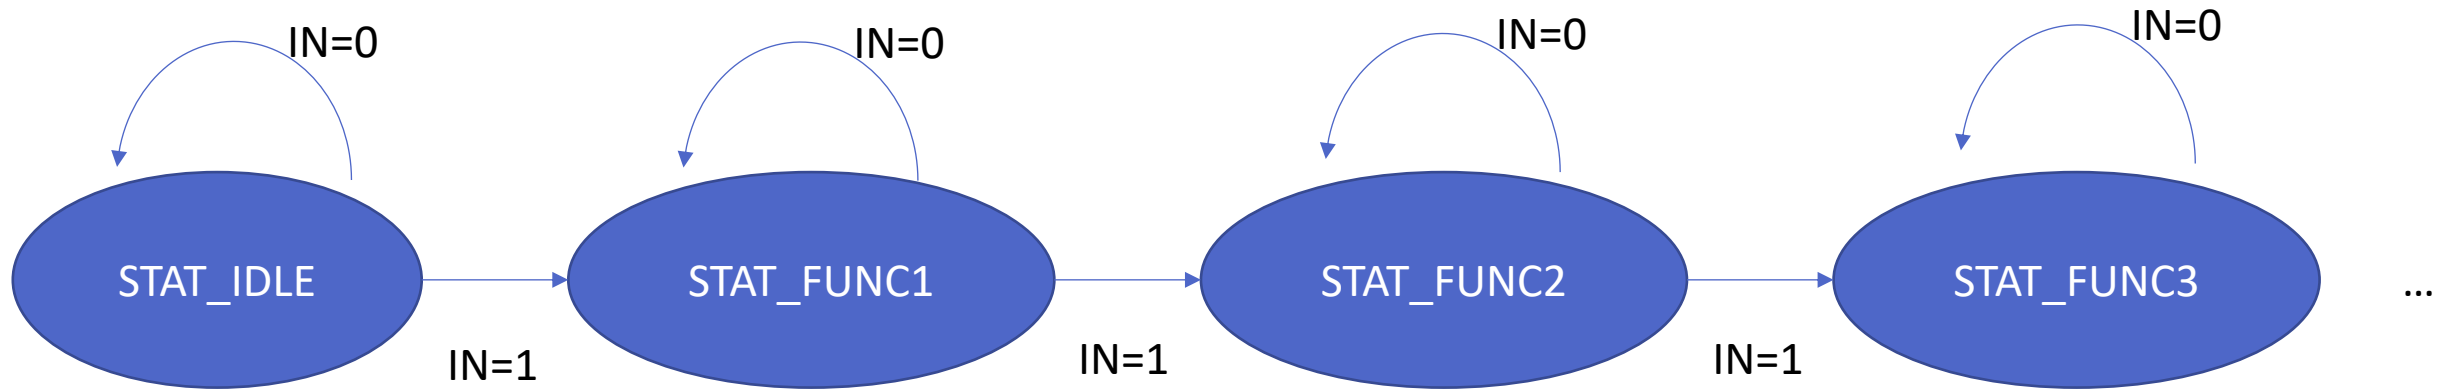 IN=0
IN=0
IN=0
IN=0
STAT_IDLE
STAT_FUNC1
STAT_FUNC2
STAT_FUNC3
...
IN=1
IN=1
IN=1